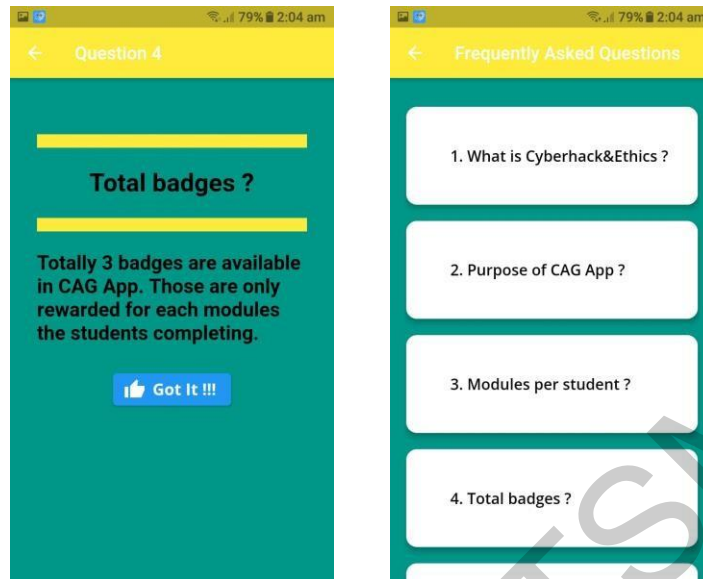 79% 2:04 am
Question 4
Total badges ?
Totally 3 badges are available
in CAG App. Those are only
rewarded for each modules
the students completing.
Got It !!!
79% 2:04 am
Frequently Asked Questions
1. What is Cyberhack&Ethics ?
2. Purpose of CAG App ?
3. Modules per student ?
4. Total badges ?